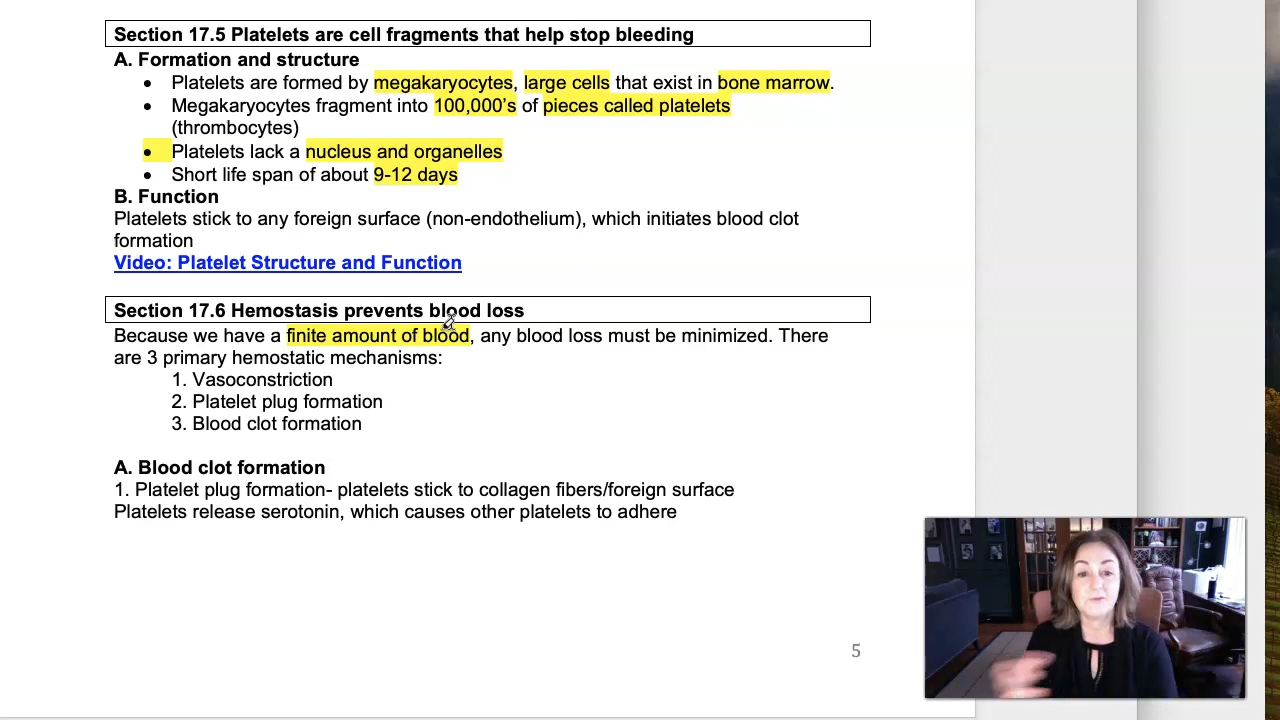 Section 17.5 Platelets are cell fragments that help stop bleeding
A. Formation and structure
• Platelets are formed by megakaryocytes, large cells that exist in bone marrow.
• Megakaryocytes fragment into 100,000’s of pieces called platelets
(thrombocytes)
• Platelets lack a nucleus and organelles
• Short life span of about 9-12 days
B. Function
Platelets stick to any foreign surface (non-endothelium), which initiates blood clot
formation
Video: Platelet Structure and Function
Section 17.6 Hemostasis prevents blood loss
Because we have a finite amount of blood, any blood loss must be minimized. There
are 3 primary hemostatic mechanisms:
1. Vasoconstriction
2. Platelet plug formation
3. Blood clot formation
A. Blood clot formation
1. Platelet plug formation- platelets stick to collagen fibers/foreign surface
Platelets release serotonin, which causes other platelets to adhere
5